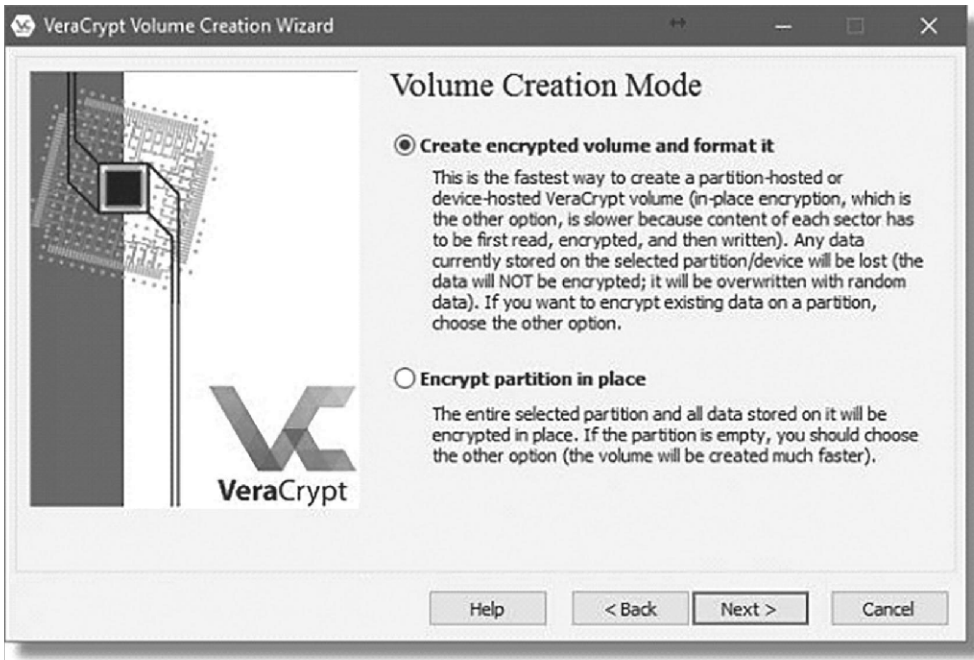 VeraCrypt Volume Creation Wizard
Volume Creation Mode
Create encrypted volume and format it
This is the fastest way to create a partition-hosted or
device-hosted VeraCrypt volume (in-place encryption, which is
the other option, is slower because content of each sector has
to be first read, encrypted, and then written). Any data
currently stored on the selected partition/device will be lost (the
data will NOT be encrypted; it will be overwritten with random
data). If you want to encrypt existing data on a partition,
choose the other option.
Encrypt partition in place
The entire selected partition and all data stored on it will be
encrypted in place. If the partition is empty, you should choose
the other option (the volume will be created much faster).
VeraCrypt
Help
< Back
Next >
Cancel